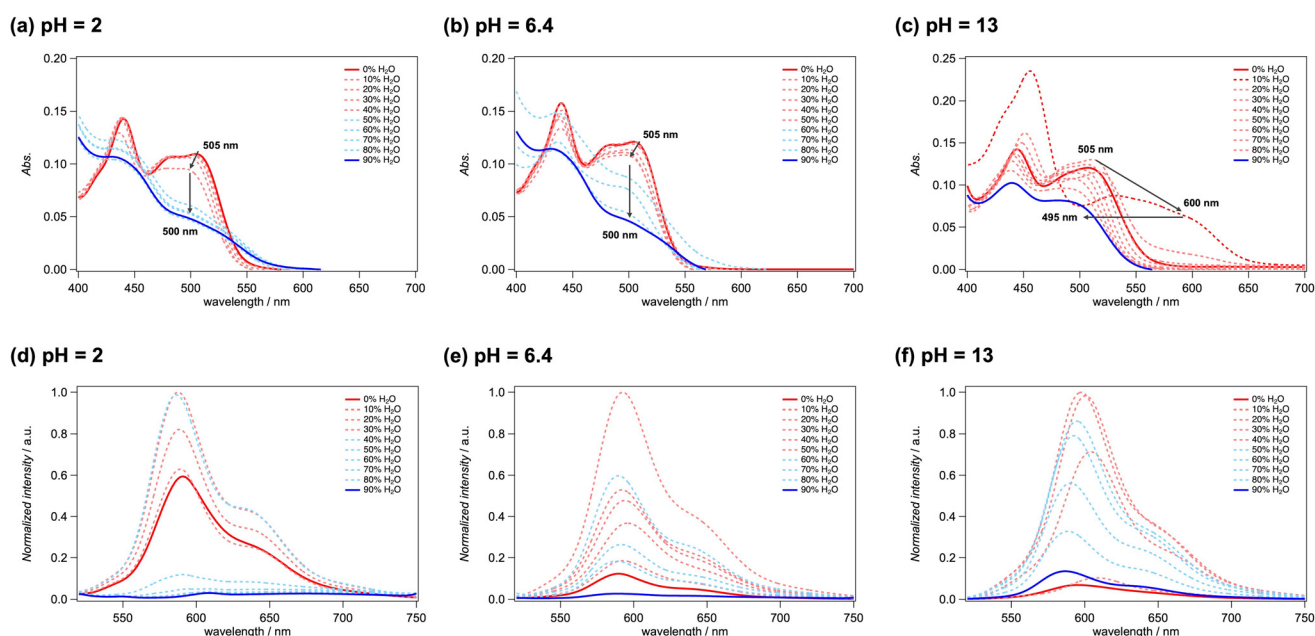 (a) pH = 2
0.20
0.15
0.10
0.05
0.00
Abs.
400
450
500
550
600
650
700
wavelength / nm
505 nm
500 nm
0% H₂O
10% H₂O
20% H₂O
30% H₂O
40% H₂O
50% H₂O
60% H₂O
70% H₂O
80% H₂O
90% H₂O
(b) pH = 6.4
0.20
0.15
0.10
0.05
0.00
Abs.
400
450
500
550
600
650
700
wavelength / nm
505 nm
500 nm
0% H₂O
10% H₂O
20% H₂O
30% H₂O
40% H₂O
50% H₂O
60% H₂O
70% H₂O
80% H₂O
90% H₂O
(c) pH = 13
0.25
0.20
0.15
0.10
0.05
0.00
Abs.
400
450
500
550
600
650
700
wavelength / nm
505 nm
600 nm
495 nm
0% H₂O
10% H₂O
20% H₂O
30% H₂O
40% H₂O
50% H₂O
60% H₂O
70% H₂O
80% H₂O
90% H₂O
(d) pH = 2
1.0
0.8
0.6
0.4
0.2
0.0
Normalized intensity / a.u.
550
600
650
700
750
wavelength / nm
0% H₂O
10% H₂O
20% H₂O
30% H₂O
40% H₂O
50% H₂O
60% H₂O
70% H₂O
80% H₂O
90% H₂O
(e) pH = 6.4
1.0
0.8
0.6
0.4
0.2
0.0
Normalized intensity / a.u.
550
600
650
700
750
wavelength / nm
0% H₂O
10% H₂O
20% H₂O
30% H₂O
40% H₂O
50% H₂O
60% H₂O
70% H₂O
80% H₂O
90% H₂O
(f) pH = 13
1.0
0.8
0.6
0.4
0.2
0.0
Normalized intensity / a.u.
550
600
650
700
750
wavelength / nm
0% H₂O
10% H₂O
20% H₂O
30% H₂O
40% H₂O
50% H₂O
60% H₂O
70% H₂O
80% H₂O
90% H₂O